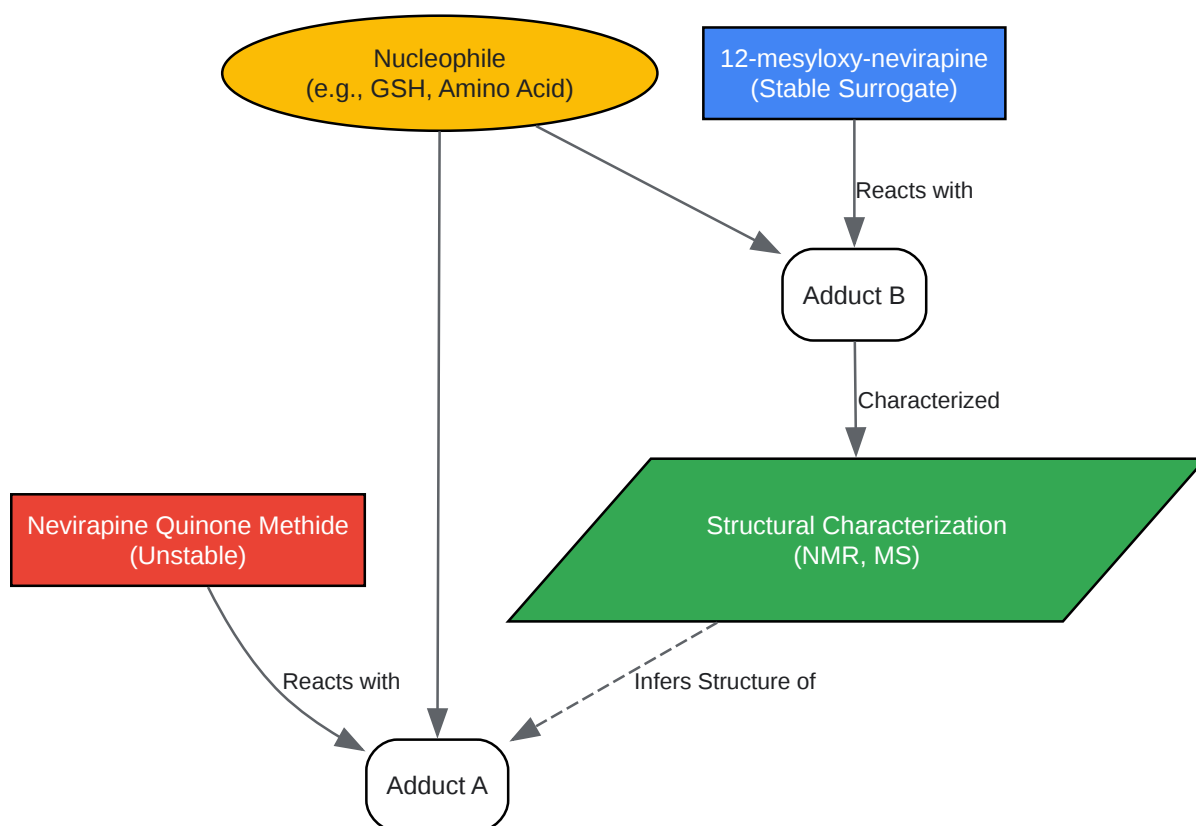 Nucleophile
(e.g., GSH, Amino Acid)
12-mesyloxy-nevirapine
(Stable Surrogate)
Reacts with
Adduct B
Characterized
Nevirapine Quinone Methide
(Unstable)
Structural Characterization
(NMR, MS)
Reacts with
Infers Structure of
Adduct A